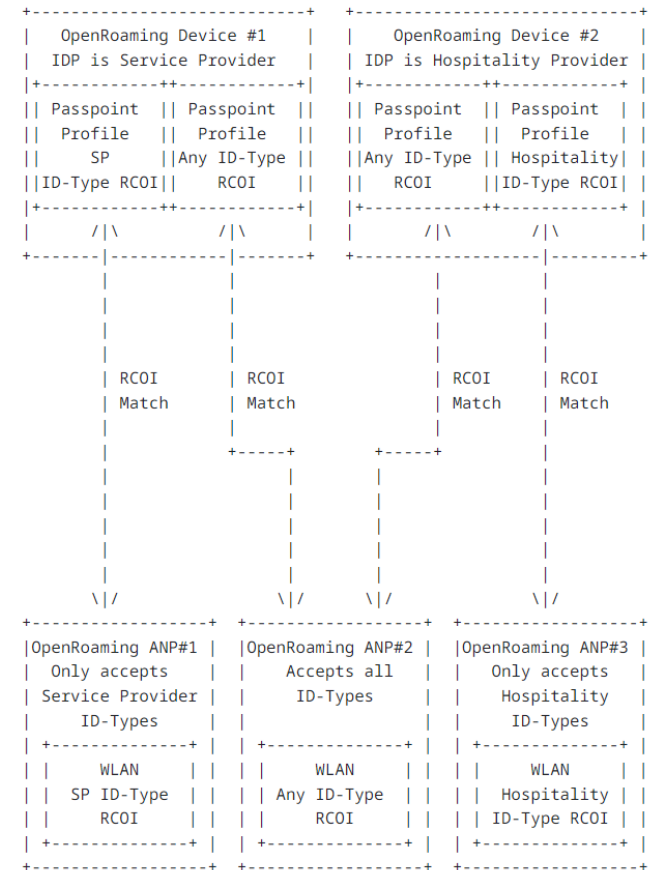 +-----------------------------+   +-----------------------------+
|   OpenRoaming Device #1    |   |    OpenRoaming Device #2    |
|  IDP is Service Provider   |   | IDP is Hospitality Provider |
|+------------++------------+|   |+------------++------------+ |
|| Passpoint  || Passpoint  ||   || Passpoint  || Passpoint  | |
||  Profile   ||  Profile   ||   ||  Profile   ||  Profile   | |
||     SP     ||Any ID-Type ||   ||Any ID-Type || Hospitality| |
||ID-Type RCOI||    RCOI    ||   ||   RCOI     ||ID-Type RCOI| |
|+------------++------------+|   |+------------++------------+ |
|      /|\          /|\      |   |       /|\        /|\        |
+-------|------------|-------+   +-------------------|---------+
        |            |                    |          |
        |            |                    |          |
        |            |                    |          |
        |            |                    |          |
        | RCOI       | RCOI               | RCOI     | RCOI
        | Match      | Match              | Match    | Match
        |            |                    |          |
        |            +-----+        +-----+          |
        |                  |        |                |
        |                  |        |                |
        |                  |        |                |
        |                  |        |                |
        |                  |        |                |
       \|/                \|/      \|/              \|/
+------------------+  +------------------+  +------------------+
|OpenRoaming ANP#1 |  |OpenRoaming ANP#2 |  |OpenRoaming ANP#3 |
|  Only accepts    |  |    Accepts all   |  |   Only accepts   |
| Service Provider |  |     ID-Types     |  |    Hospitality   |
|     ID-Types     |  |                  |  |     ID-Types     |
| +--------------+ |  | +--------------+ |  | +--------------+ |
| |     WLAN     | |  | |     WLAN     | |  | |     WLAN     | |
| |  SP ID-Type  | |  | | Any ID-Type  | |  | |  Hospitality | |
| |     RCOI     | |  | |     RCOI     | |  | | ID-Type RCOI | |
| +--------------+ |  | +--------------+ |  | +--------------+ |
+------------------+  +------------------+  +------------------+